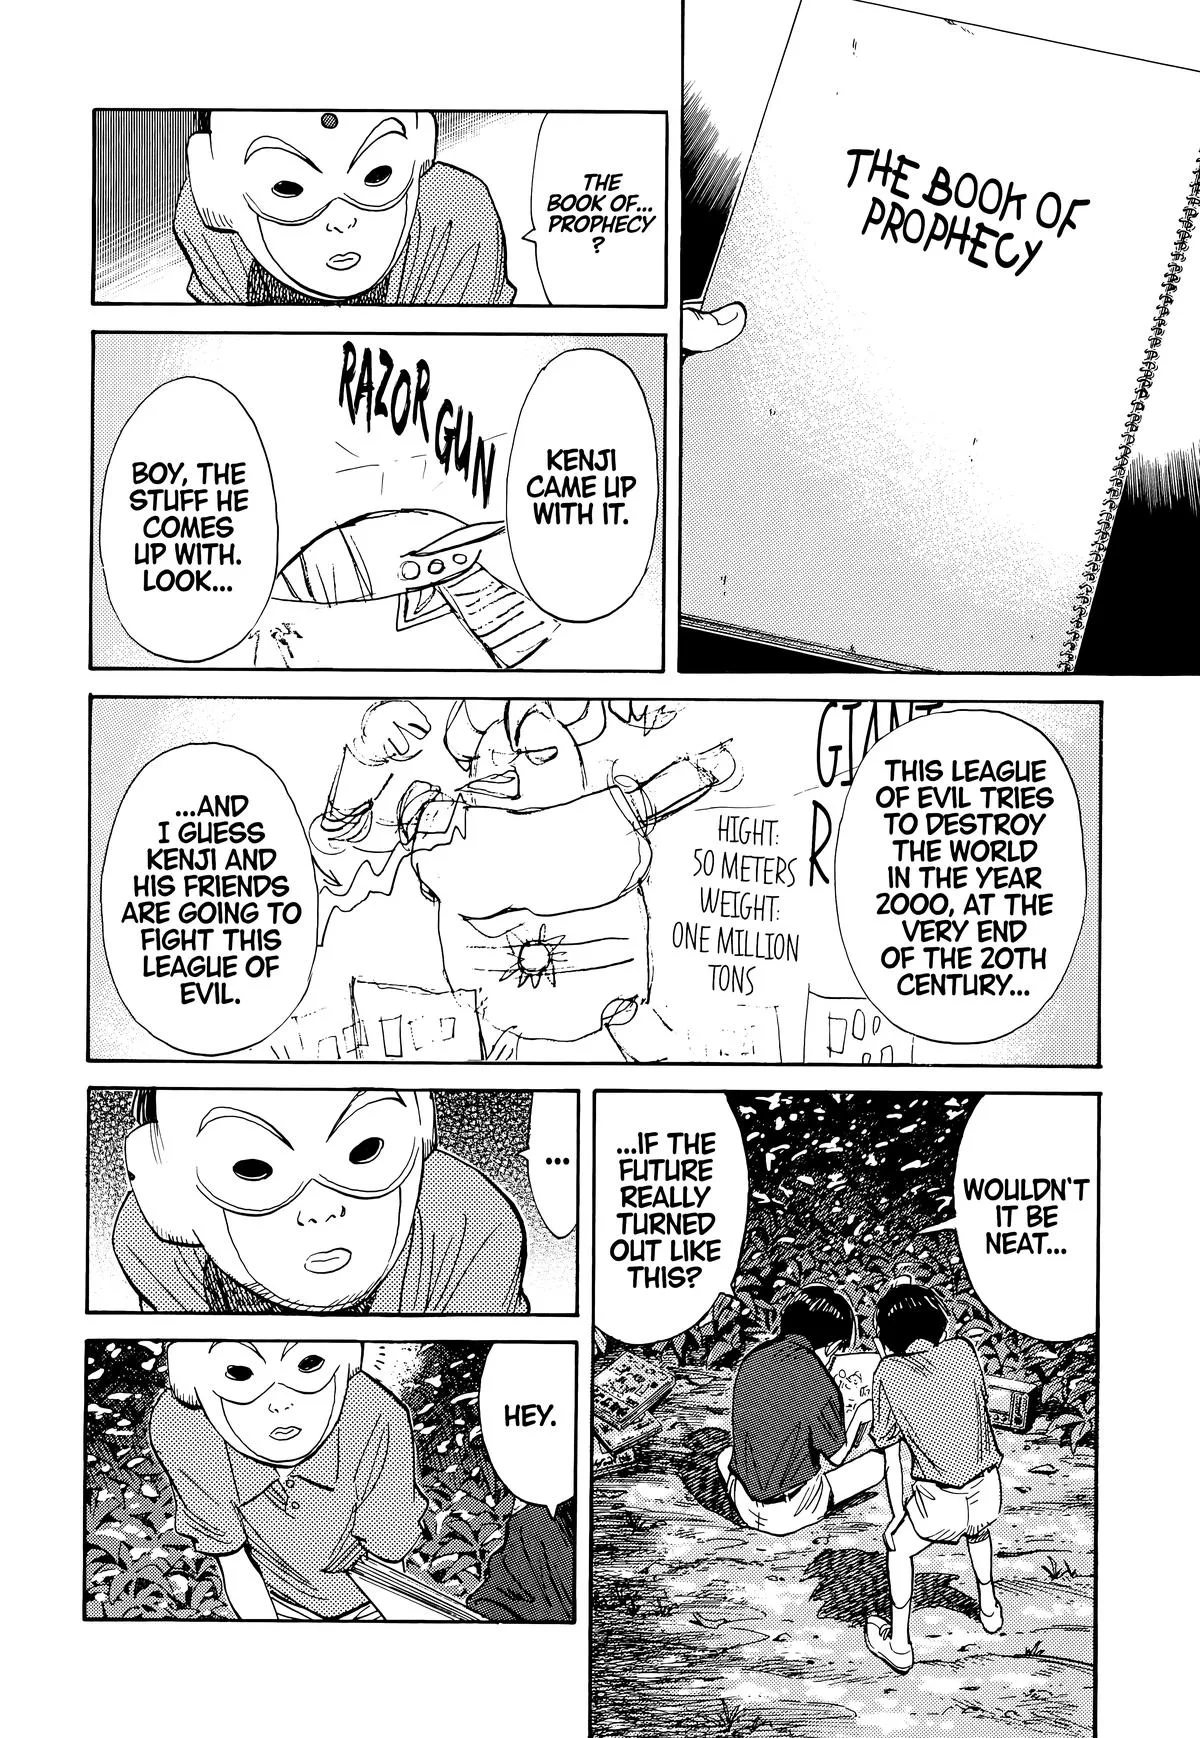 THE BOOK OF
PROPHECY
THE
BOOK OF...
PROPHECY
?
KENJI
CAME UP
WITH IT.
RAZOR
GUN
BOY, THE
STUFF HE
COMES
UP WITH.
LOOK...
THIS LEAGUE
OF EVIL TRIES
TO DESTROY
THE WORLD
IN THE YEAR
2000, AT THE
VERY END
OF THE 20TH
CENTURY...
GIANT
R
HIGHT:
50 METERS
WEIGHT:
ONE MILLION
TONS
...AND
I GUESS
KENJI AND
HIS FRIENDS
ARE GOING TO
FIGHT THIS
LEAGUE OF
EVIL.
WOULDN'T
IT BE
NEAT...
...IF THE
FUTURE
REALLY
TURNED
OUT LIKE
THIS?
...
HEY.